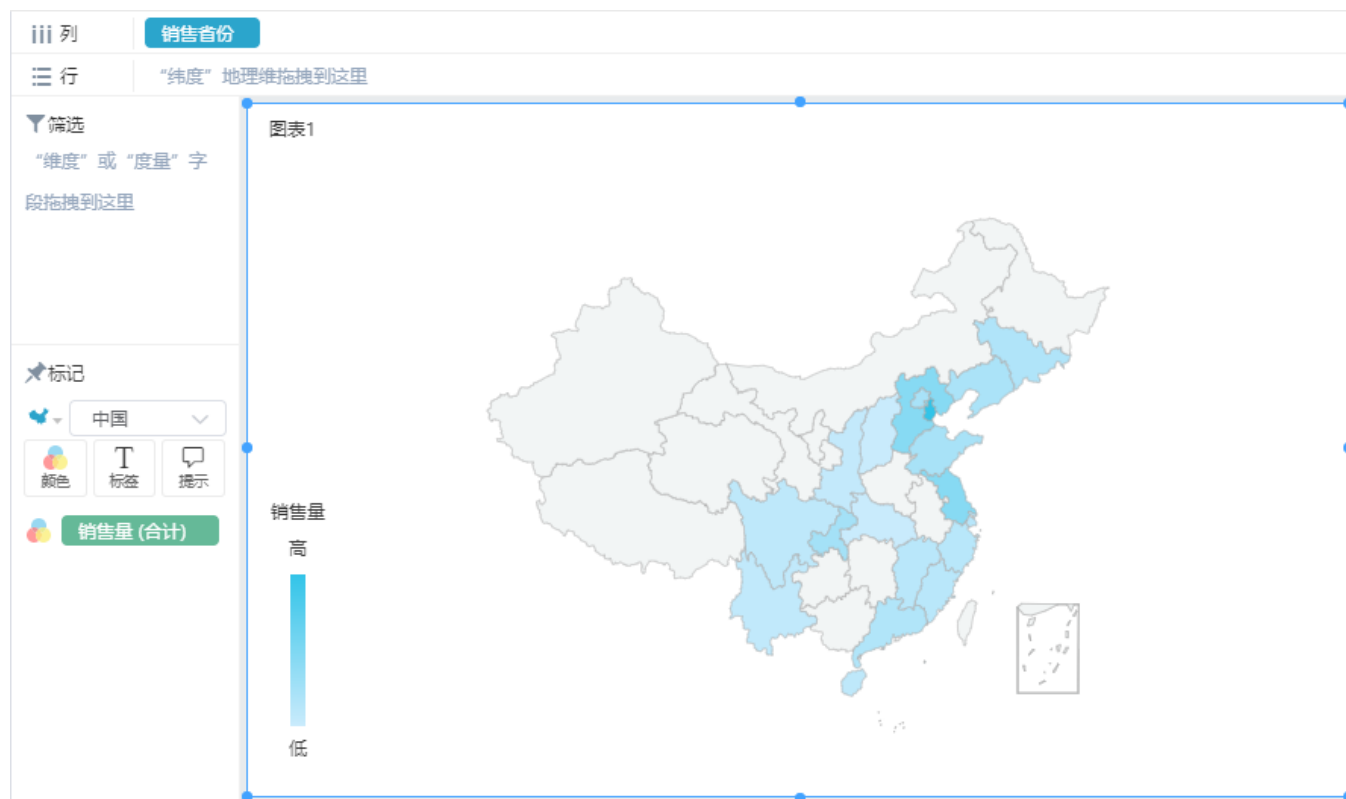 列
销售省份
行
“纬度”地理维拖拽到这里
筛选
“维度”或“度量”字
段拖拽到这里
图表1
标记
中国
颜色
T
标签
提示
销售量 (合计)
销售量
高
低